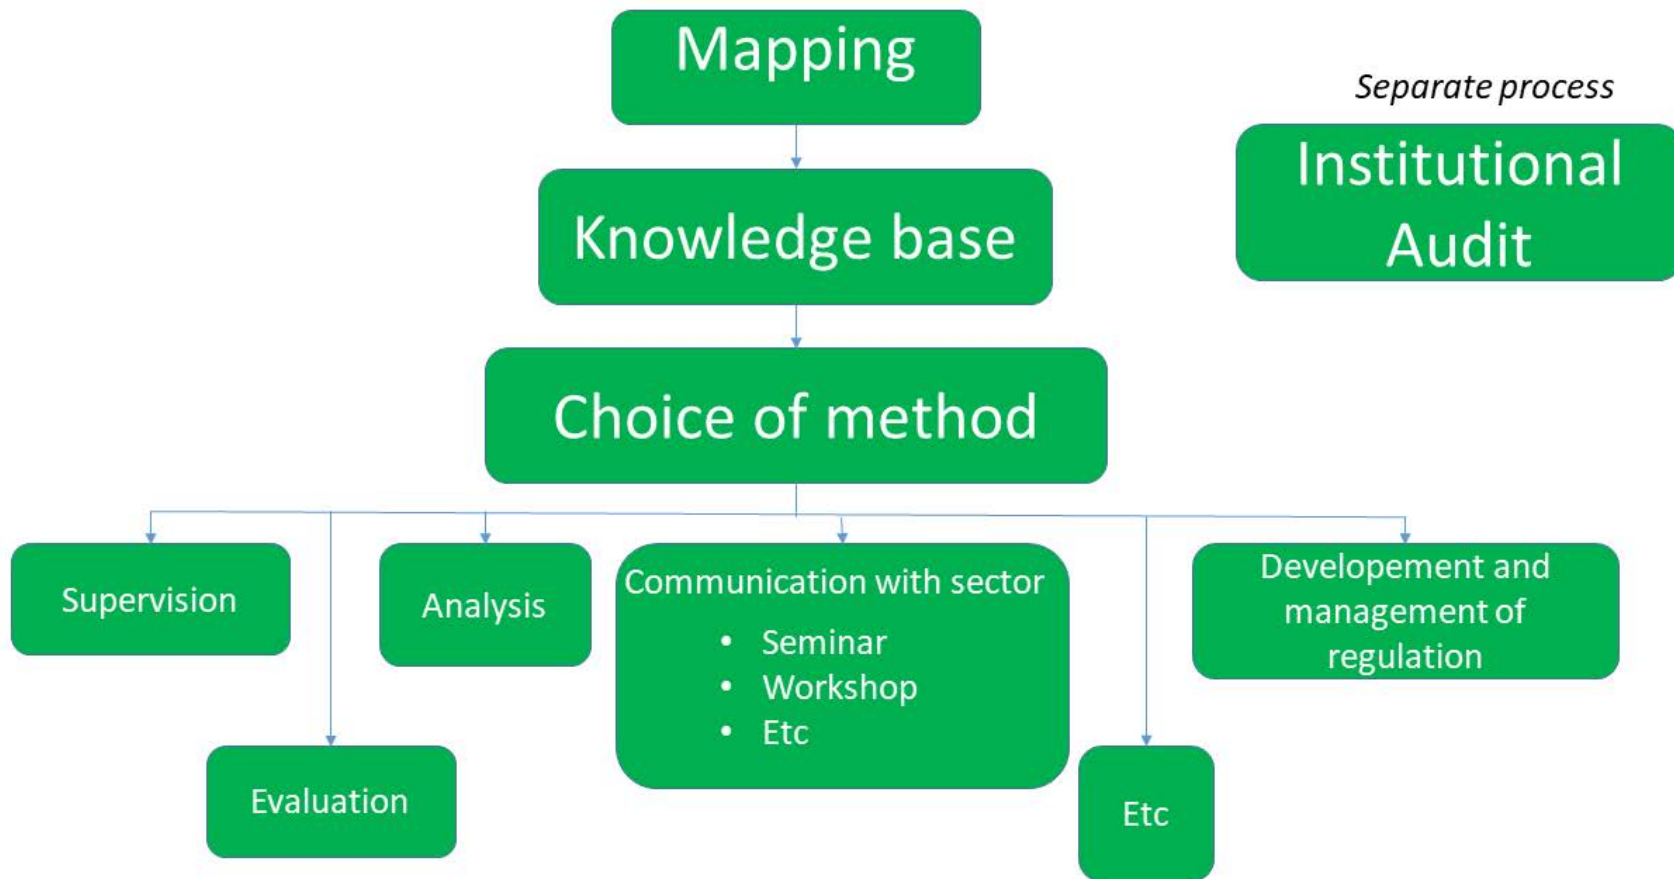 Mapping
Separate process
Institutional
Audit
Knowledge base
Choice of method
Supervision
Analysis
Communication with sector
• Seminar
• Workshop
• Etc
Developement and
management of
regulation
Evaluation
Etc